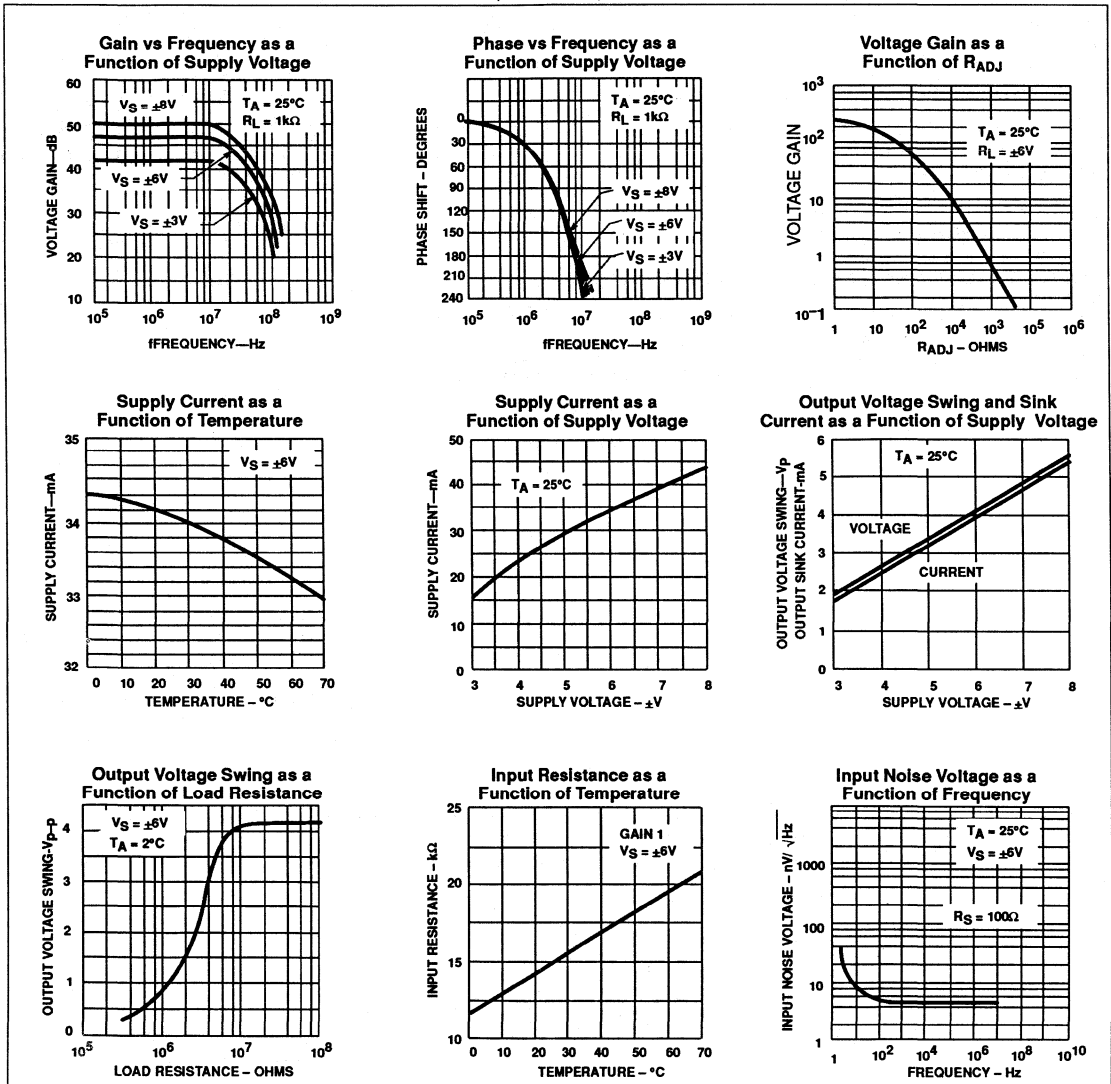 Gain vs Frequency as a
Function of Supply Voltage
VOLTAGE GAIN—dB
60
50
40
30
20
10
VS = ±8V
TA = 25°C
RL = 1kΩ
VS = ±6V
VS = ±3V
10^5
10^6
10^7
10^8
10^9
fFREQUENCY—Hz
Phase vs Frequency as a
Function of Supply Voltage
PHASE SHIFT – DEGREES
0
30
60
90
120
150
180
210
240
TA = 25°C
RL = 1kΩ
VS = ±8V
VS = ±6V
VS = ±3V
10^5
10^6
10^7
10^8
10^9
fFREQUENCY—Hz
Voltage Gain as a
Function of RADJ
VOLTAGE GAIN
10^3
10^2
10
1
10^–1
TA = 25°C
RL = ±6V
1
10
10^2
10^4
10^3
10^5
10^6
RADJ – OHMS
Supply Current as a
Function of Temperature
SUPPLY CURRENT—mA
35
34
33
32
VS = ±6V
0 10 20 30 40 50 60 70
TEMPERATURE – °C
Supply Current as a
Function of Supply Voltage
SUPPLY CURRENT—mA
50
40
30
20
10
0
TA = 25°C
3 4 5 6 7 8
SUPPLY VOLTAGE – ±V
Output Voltage Swing and Sink
Current as a Function of Supply Voltage
OUTPUT VOLTAGE SWING—Vp
OUTPUT SINK CURRENT-mA
6
5
4
3
2
1
0
TA = 25°C
VOLTAGE
CURRENT
3 4 5 6 7 8
SUPPLY VOLTAGE – ±V
Output Voltage Swing as a
Function of Load Resistance
OUTPUT VOLTAGE SWING-Vp–p
4
3
2
1
0
VS = ±6V
TA = 2°C
10^5
10^6
10^7
10^8
LOAD RESISTANCE – OHMS
Input Resistance as a
Function of Temperature
INPUT RESISTANCE – kΩ
25
20
15
10
GAIN 1
VS = ±6V
0 10 20 30 40 50 60 70
TEMPERATURE – °C
Input Noise Voltage as a
Function of Frequency
INPUT NOISE VOLTAGE – nV/ √Hz
1000
100
10
1
TA = 25°C
VS = ±6V
RS = 100Ω
1
10^2
10^4
10^6
10^8
10^10
FREQUENCY – Hz